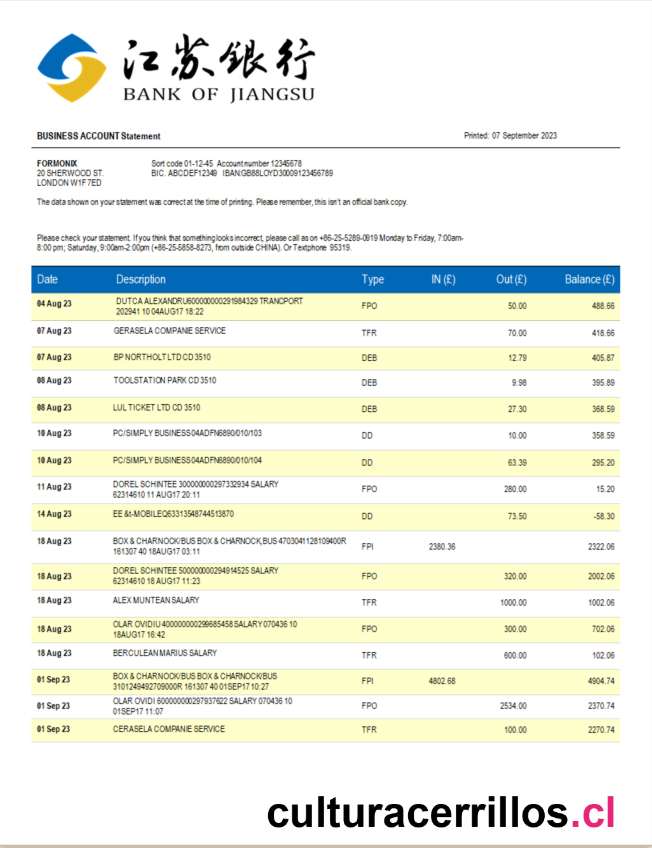 江苏银行
BANK OF JIANGSU
BUSINESS ACCOUNT Statement
Printed: 07 September 2023
FORMONIX
20 SHERWOOD ST.
LONDON W1F 7ED
Sort code 01-12-45 Account number 12345678
BIC. ABCDEF12349 IBAN:GB88LOYD30009123456789
The data shown on your statement was correct at the time of printing. Please remember, this isn't an official bank copy.
Please check your statement. If you think that something looks incorrect, please call as on +86-25-5289-0919 Monday to Friday, 7:00am-
8:00 pm; Saturday, 9:00am-2:00pm (+86-25-5858-8273, from outside CHINA). Or Textphone 95319.
Date Description Type IN (£) Out (£) Balance (£)
04 Aug 23 DUTCA ALEXANDRU600000000291984329 TRANCPORT FPO 50.00 488.66
202941 10 04AUG17 18:22
07 Aug 23 GERASELA COMPANIE SERVICE TFR 70.00 418.66
07 Aug 23 BP NORTHOLT LTD CD 3510 DEB 12.79 405.87
08 Aug 23 TOOLSTATION PARK CD 3510 DEB 9.98 395.89
08 Aug 23 LUL TICKET LTD CD 3510 DEB 27.30 368.59
10 Aug 23 PC/SIMPLY BUSINESS04ADFN6890/010/103 DD 10.00 358.59
10 Aug 23 PC/SIMPLY BUSINESS04ADFN6890/010/104 DD 63.39 295.20
11 Aug 23 DOREL SCHINTEE 300000000297332934 SALARY FPO 280.00 15.20
62314610 11 AUG17 20:11
14 Aug 23 EE &t-MOBILEQ63313548744513870 DD 73.50 -58.30
18 Aug 23 BOX & CHARNOCK/BUS BOX & CHARNOCK,BUS 4703041128109400R FPI 2380.36 2322.06
161307 40 18AUG17 03:11
18 Aug 23 DOREL SCHINTEE 500000000294914525 SALARY FPO 320.00 2002.06
62314610 18 AUG17 11:23
18 Aug 23 ALEX MUNTEAN SALARY TFR 1000.00 1002.06
18 Aug 23 OLAR OVIDIU 400000000299685458 SALARY 070436 10 FPO 300.00 702.06
18AUG17 16:42
18 Aug 23 BERCULEAN MARIUS SALARY TFR 600.00 102.06
01 Sep 23 BOX & CHARNOCK/BUS BOX & CHARNOCK/BUS FPI 4802.68 4904.74
3101249492709000R 161307 40 01SEP17 10:27
01 Sep 23 OLAR OVIDI 600000000297937622 SALARY 070436 10 FPO 2534.00 2370.74
01SEP17 11:07
01 Sep 23 CERASELA COMPANIE SERVICE TFR 100.00 2270.74
culturacerrillos.cl